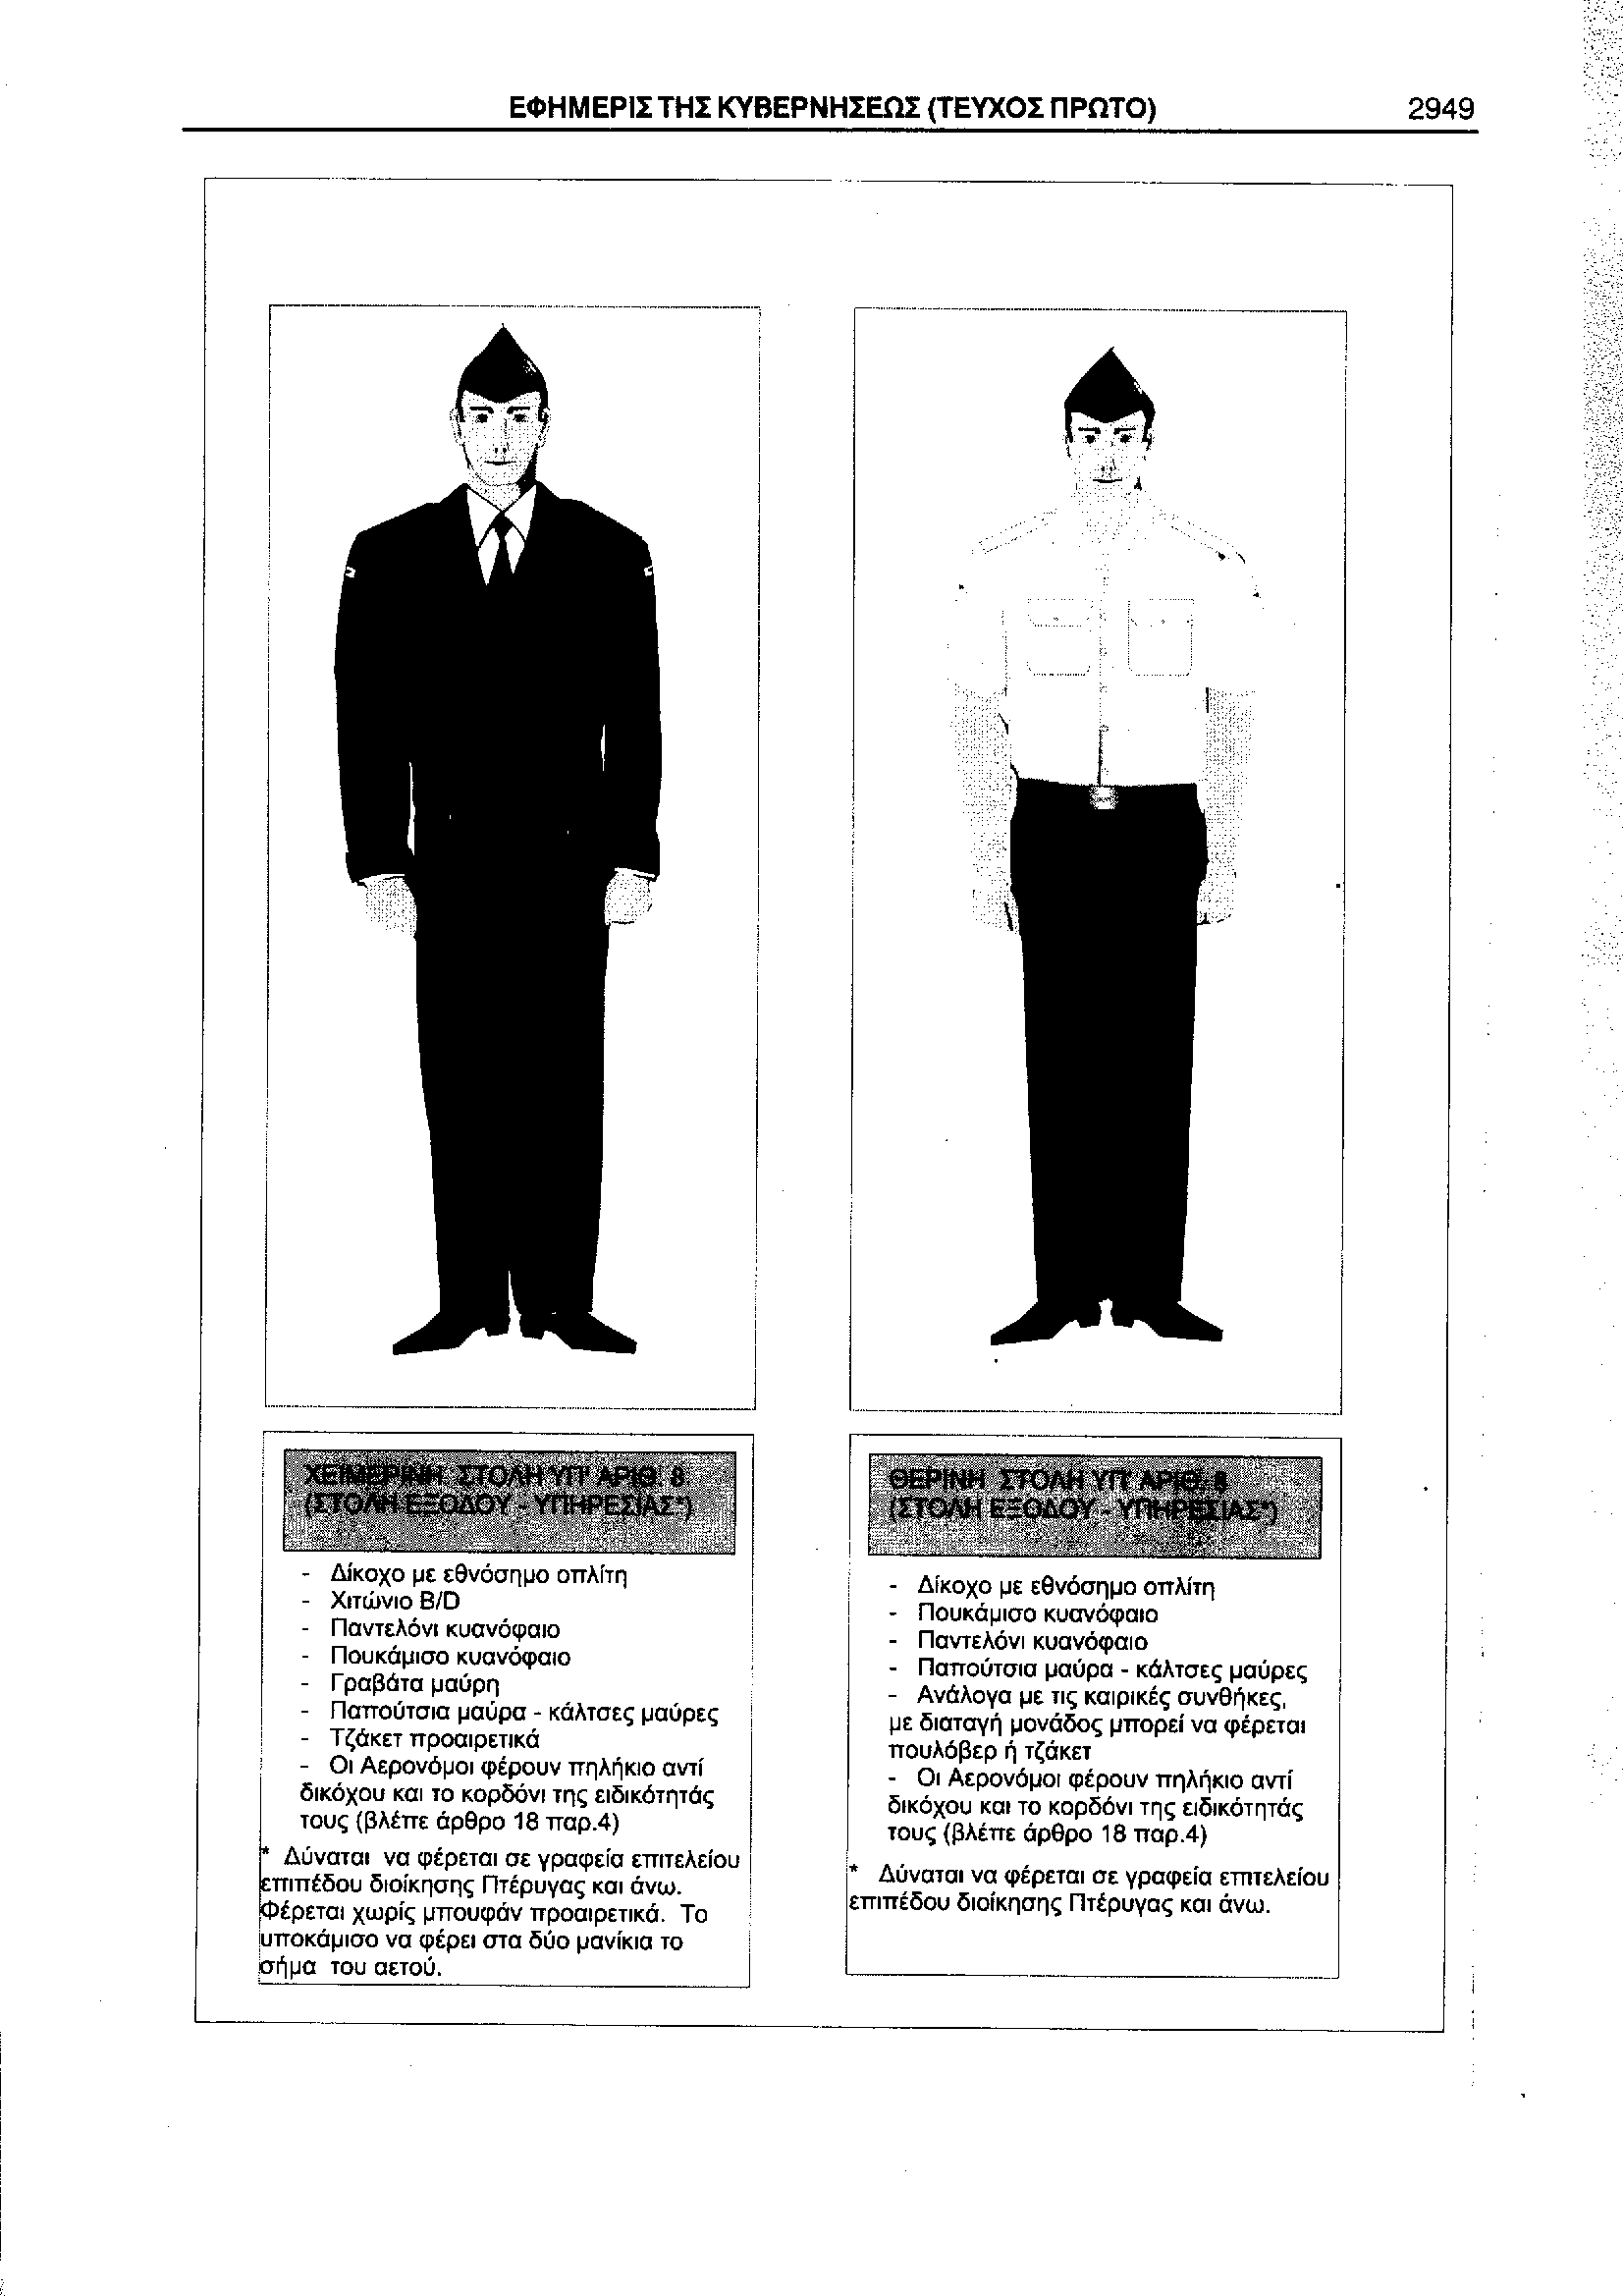 ΕΦΗΜΕΡΙΣ ΤΗΣ ΚΥΒΕΡΝΗΣΕΩΣ (ΤΕΥΧΟΣ ΠΡΩΤΟ)
2949
ΧΕΙΜΕΡΙΝΗ ΣΤΟΛΗ ΥΠ' ΑΡΙΘ. 8
(ΣΤΟΛΗ ΕΞΟΔΟΥ - ΥΠΗΡΕΣΙΑΣ*)
- Δίκοχο με εθνόσημο οπλίτη
- Χιτώνιο B/D
- Παντελόνι κυανόφαιο
- Πουκάμισο κυανόφαιο
- Γραβάτα μαύρη
- Παπούτσια μαύρα - κάλτσες μαύρες
- Τζάκετ προαιρετικά
- Οι Αερονόμοι φέρουν πηλήκιο αντί
δικόχου και το κορδόνι της ειδικότητάς
τους (βλέπε άρθρο 18 παρ.4)
* Δύναται να φέρεται σε γραφεία επιτελείου
επιπέδου διοίκησης Πτέρυγας και άνω.
Φέρεται χωρίς μπουφάν προαιρετικά. Το
υποκάμισο να φέρει στα δύο μανίκια το
σήμα του αετού.
ΘΕΡΙΝΗ ΣΤΟΛΗ ΥΠ' ΑΡΙΘ. 8
(ΣΤΟΛΗ ΕΞΟΔΟΥ - ΥΠΗΡΕΣΙΑΣ*)
- Δίκοχο με εθνόσημο οπλίτη
- Πουκάμισο κυανόφαιο
- Παντελόνι κυανόφαιο
- Παπούτσια μαύρα - κάλτσες μαύρες
- Ανάλογα με τις καιρικές συνθήκες,
με διαταγή μονάδος μπορεί να φέρεται
πουλόβερ ή τζάκετ
- Οι Αερονόμοι φέρουν πηλήκιο αντί
δικόχου και το κορδόνι της ειδικότητάς
τους (βλέπε άρθρο 18 παρ.4)
* Δύναται να φέρεται σε γραφεία επιτελείου
επιπέδου διοίκησης Πτέρυγας και άνω.